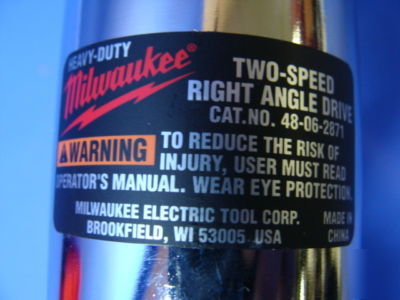 HEAVY-DUTY
Milwaukee®
TWO-SPEED
RIGHT ANGLE DRIVE
CAT.NO. 48-06-2871
WARNING TO REDUCE THE RISK OF
INJURY, USER MUST READ
OPERATOR'S MANUAL. WEAR EYE PROTECTION.
MILWAUKEE ELECTRIC TOOL CORP.
BROOKFIELD, WI 53005 USA
MADE IN
CHINA